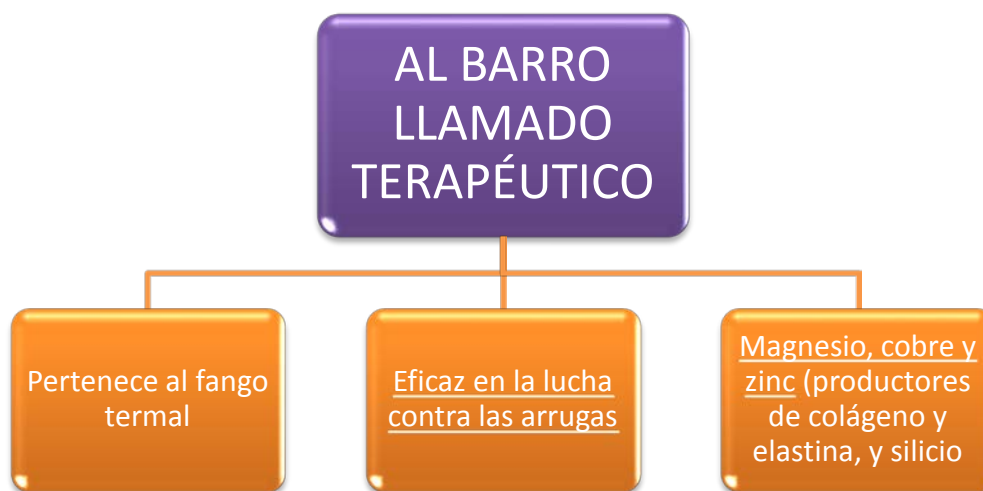 AL BARRO
LLAMADO
TERAPÉUTICO
Pertenece al fango
termal
Eficaz en la lucha
contra las arrugas
Magnesio, cobre y
zinc (productores
de colágeno y
elastina, y silicio